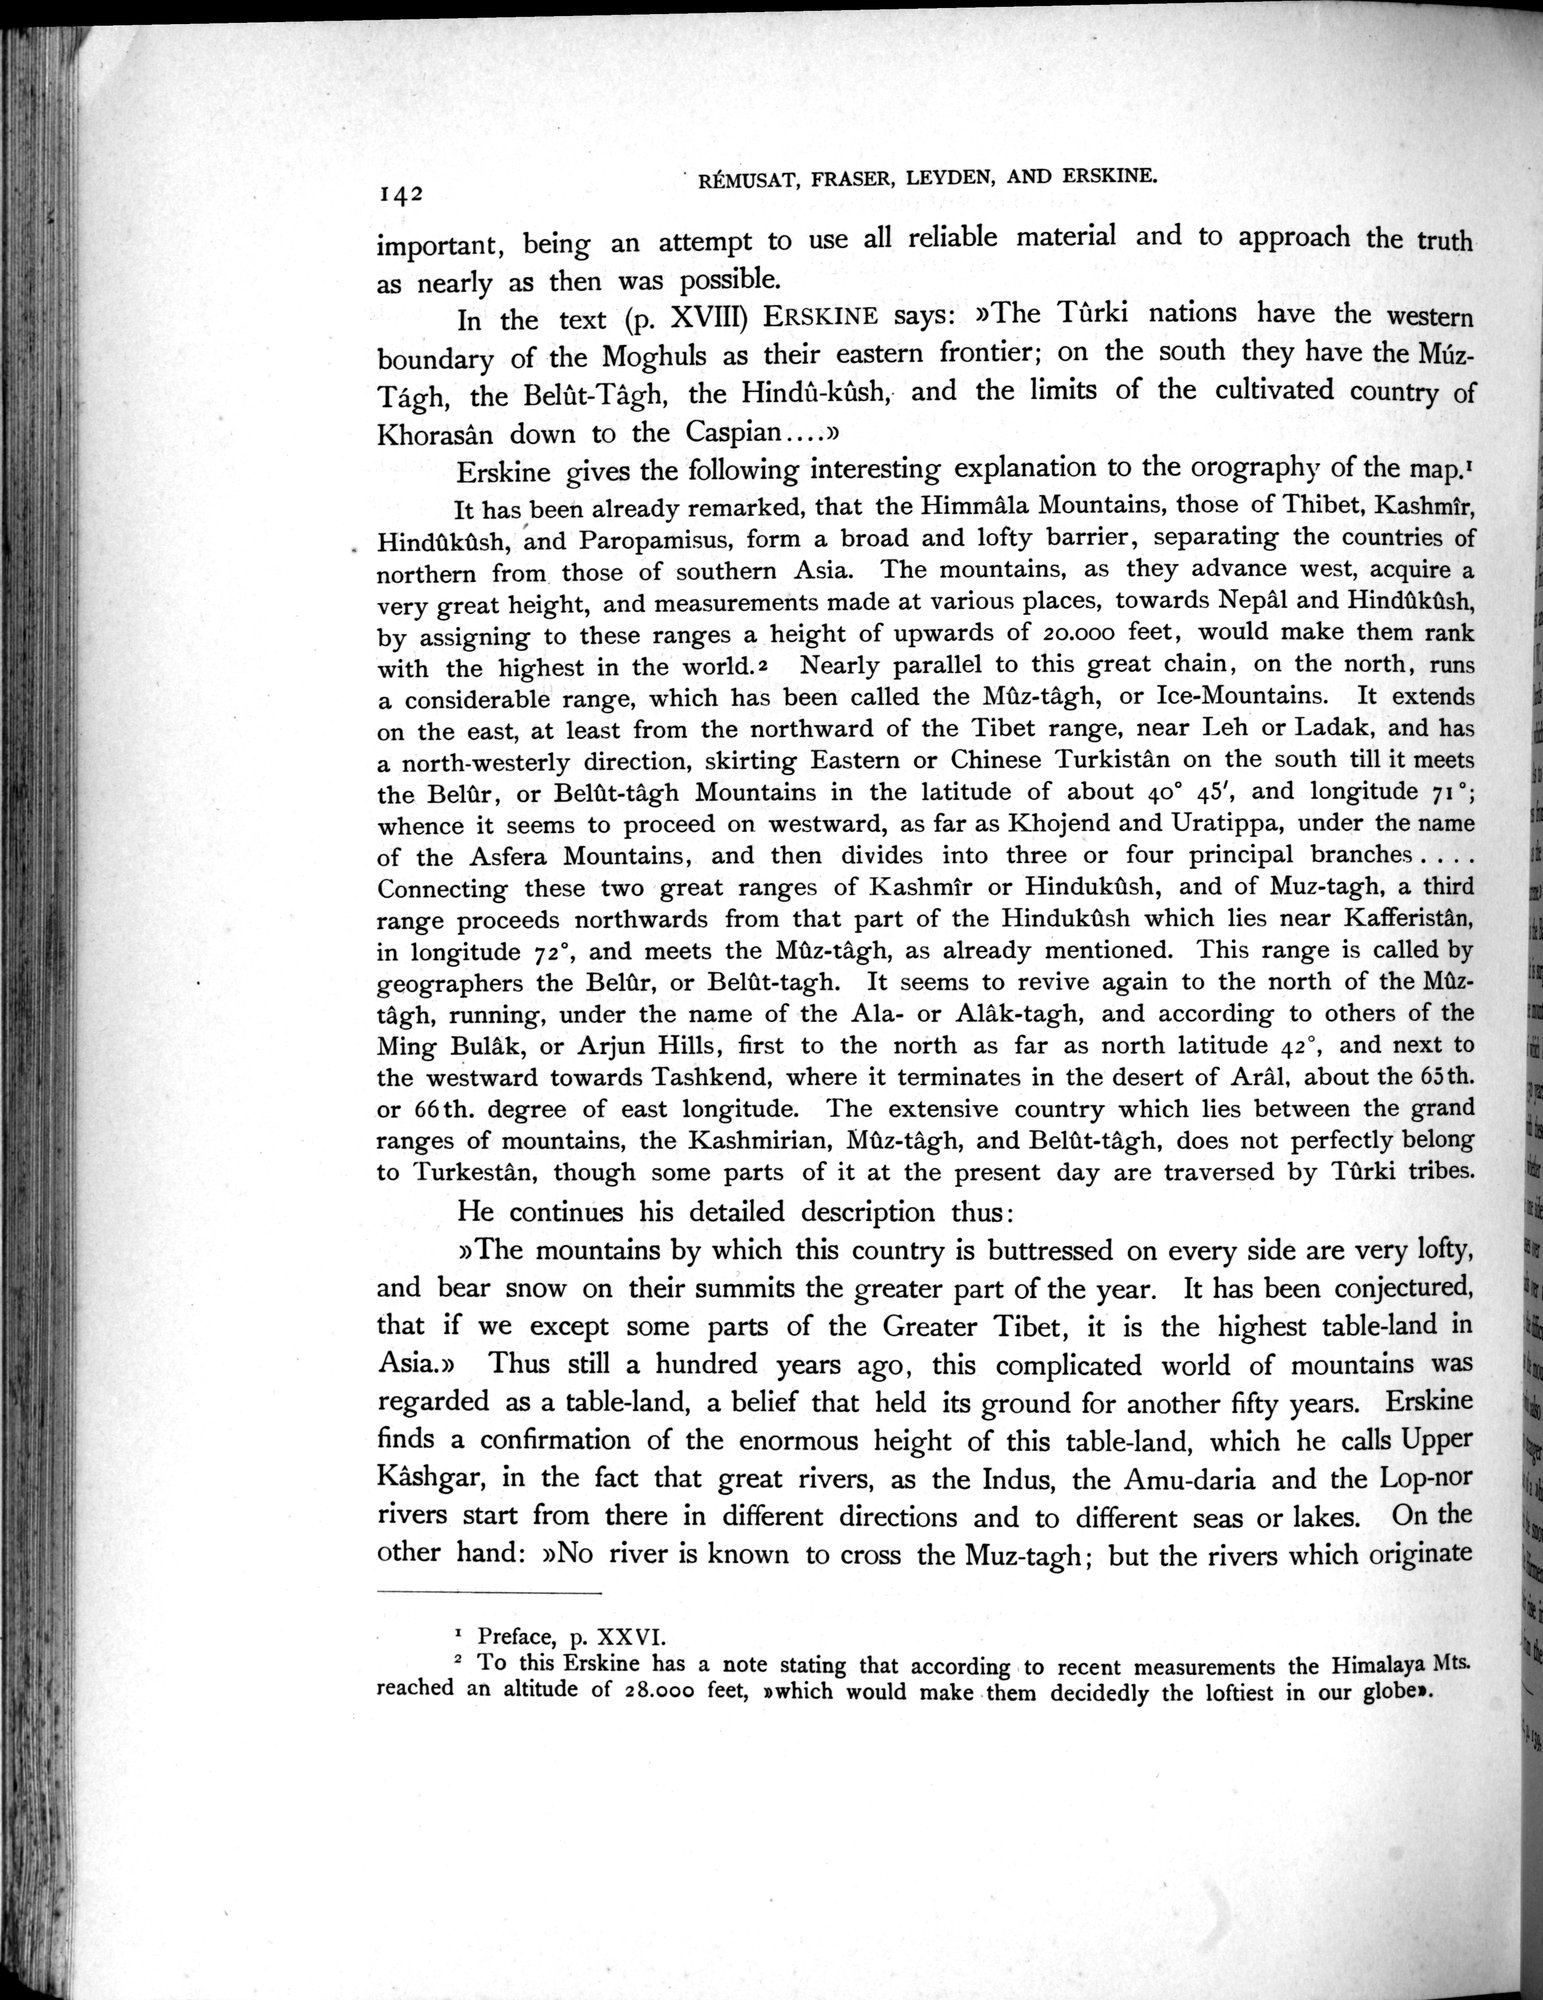 142
RÉMUSAT, FRASER, LEYDEN, AND ERSKINE.
important, being an attempt to use all reliable material and to approach the truth
as nearly as then was possible.
In the text (p. XVIII) ERSKINE says: »The Tûrki nations have the western
boundary of the Moghuls as their eastern frontier; on the south they have the Múz-
Tágh, the Belût-Tâgh, the Hindû-kûsh, and the limits of the cultivated country of
Khorasân down to the Caspian....»
Erskine gives the following interesting explanation to the orography of the map.¹
It has been already remarked, that the Himmâla Mountains, those of Thibet, Kashmîr,
Hindûkûsh, and Paropamisus, form a broad and lofty barrier, separating the countries of
northern from those of southern Asia. The mountains, as they advance west, acquire a
very great height, and measurements made at various places, towards Nepâl and Hindûkûsh,
by assigning to these ranges a height of upwards of 20.000 feet, would make them rank
with the highest in the world.² Nearly parallel to this great chain, on the north, runs
a considerable range, which has been called the Mûz-tâgh, or Ice-Mountains. It extends
on the east, at least from the northward of the Tibet range, near Leh or Ladak, and has
a north-westerly direction, skirting Eastern or Chinese Turkistân on the south till it meets
the Belûr, or Belût-tâgh Mountains in the latitude of about 40° 45′, and longitude 71°;
whence it seems to proceed on westward, as far as Khojend and Uratippa, under the name
of the Asfera Mountains, and then divides into three or four principal branches . . . .
Connecting these two great ranges of Kashmîr or Hindukûsh, and of Muz-tagh, a third
range proceeds northwards from that part of the Hindukûsh which lies near Kafferistân,
in longitude 72°, and meets the Mûz-tâgh, as already mentioned. This range is called by
geographers the Belûr, or Belût-tagh. It seems to revive again to the north of the Mûz-
tâgh, running, under the name of the Ala- or Alâk-tagh, and according to others of the
Ming Bulâk, or Arjun Hills, first to the north as far as north latitude 42°, and next to
the westward towards Tashkend, where it terminates in the desert of Arâl, about the 65th.
or 66th. degree of east longitude. The extensive country which lies between the grand
ranges of mountains, the Kashmirian, Mûz-tâgh, and Belût-tâgh, does not perfectly belong
to Turkestân, though some parts of it at the present day are traversed by Tûrki tribes.
He continues his detailed description thus:
»The mountains by which this country is buttressed on every side are very lofty,
and bear snow on their summits the greater part of the year. It has been conjectured,
that if we except some parts of the Greater Tibet, it is the highest table-land in
Asia.» Thus still a hundred years ago, this complicated world of mountains was
regarded as a table-land, a belief that held its ground for another fifty years. Erskine
finds a confirmation of the enormous height of this table-land, which he calls Upper
Kâshgar, in the fact that great rivers, as the Indus, the Amu-daria and the Lop-nor
rivers start from there in different directions and to different seas or lakes. On the
other hand: »No river is known to cross the Muz-tagh; but the rivers which originate
¹ Preface, p. XXVI.
² To this Erskine has a note stating that according to recent measurements the Himalaya Mts.
reached an altitude of 28.000 feet, »which would make them decidedly the loftiest in our globe».